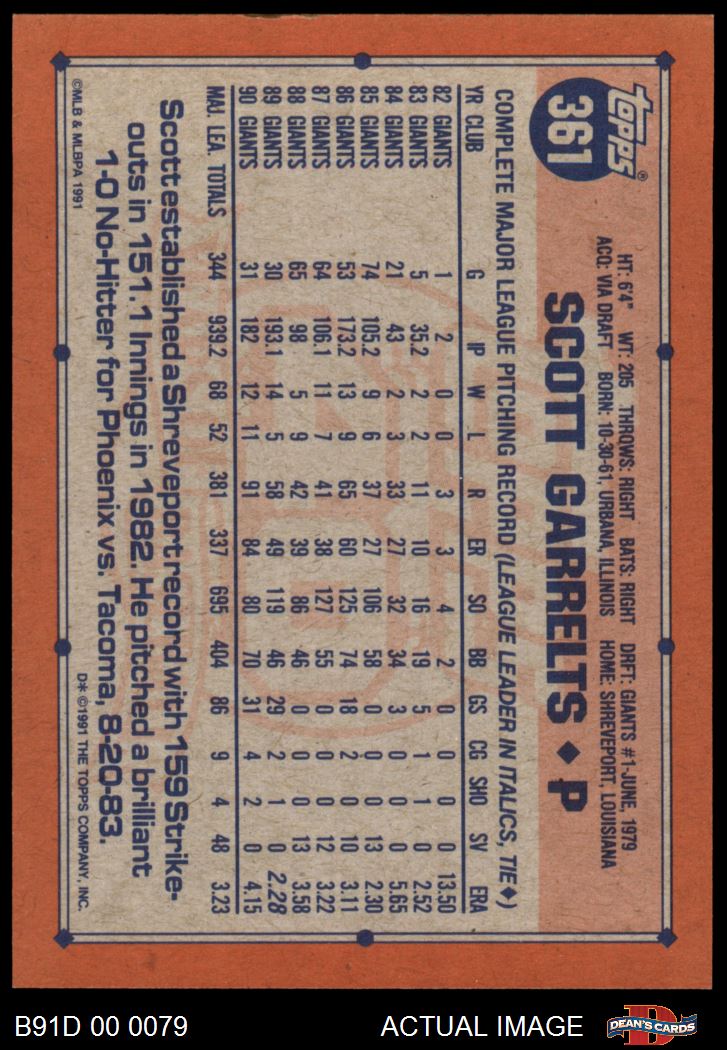 topps®
361
HT: 6'4" WT: 205 THROWS: RIGHT BATS: RIGHT DRFT: GIANTS #1-JUNE, 1979
ACQ: VIA DRAFT BORN: 10-30-61, URBANA, ILLINOIS HOME: SHREVEPORT, LOUISIANA
SCOTT GARRELTS ♦ P
COMPLETE MAJOR LEAGUE PITCHING RECORD (LEAGUE LEADER IN ITALICS, TIE♦)
YR CLUB G IP W L R ER SO BB GS CG SHO SV ERA
82 GIANTS 1 2 0 0 3 3 4 2 0 0 0 0 13.50
83 GIANTS 5 35.2 2 2 11 10 16 19 5 1 1 0 2.52
84 GIANTS 21 43 2 3 33 27 32 34 3 0 0 0 5.65
85 GIANTS 74 105.2 9 6 37 27 106 58 0 0 0 13 2.30
86 GIANTS 53 173.2 13 9 65 60 125 74 18 2 0 10 3.11
87 GIANTS 64 106.1 11 7 41 38 127 55 0 0 0 12 3.22
88 GIANTS 65 98 5 9 42 39 86 46 0 0 0 13 3.58
89 GIANTS 30 193.1 14 5 58 49 119 46 29 2 1 0 2.28
90 GIANTS 31 182 12 11 91 84 80 70 31 4 2 0 4.15
MAJ. LEA. TOTALS 344 939.2 68 52 381 337 695 404 86 9 4 48 3.23
Scott established a Shreveport record with 159 Strike-
outs in 151.1 Innings in 1982. He pitched a brilliant
1-0 No-Hitter for Phoenix vs. Tacoma, 8-20-83.
©MLB & MLBPA 1991 D* ©1991 THE TOPPS COMPANY, INC.
B91D 00 0079 ACTUAL IMAGE DEAN'S CARDS